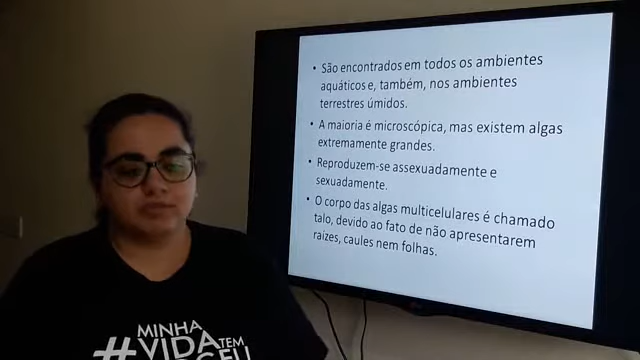 • São encontrados em todos os ambientes
aquáticos e, também, nos ambientes
terrestres úmidos.
• A maioria é microscópica, mas existem algas
extremamente grandes.
• Reproduzem-se assexuadamente e
sexuadamente.
• O corpo das algas multicelulares é chamado
talo, devido ao fato de não apresentarem
raízes, caules nem folhas.
MINHA
#VIDA TEM